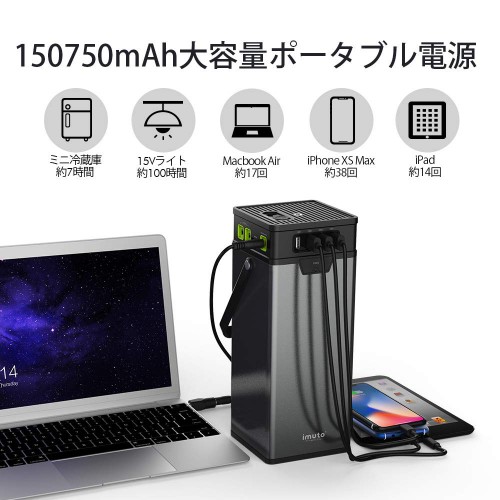 150750mAh大容量ポータブル電源
ミニ冷蔵庫
約7時間
15Vライト
約100時間
Macbook Air
約17回
iPhone XS Max
約38回
iPad
約14回
14
Thursday
imuto